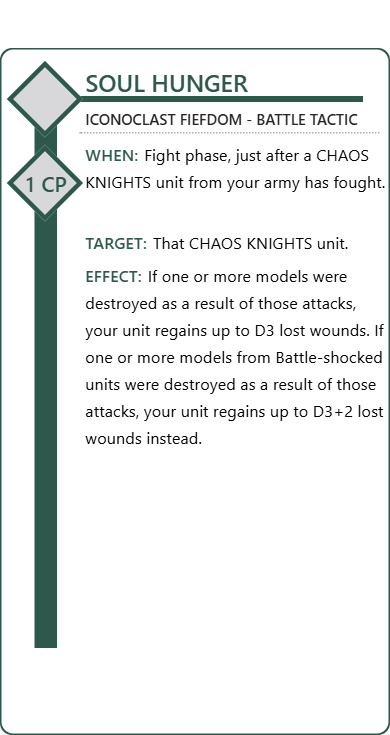 SOUL HUNGER
ICONOCLAST FIEFDOM - BATTLE TACTIC
WHEN: Fight phase, just after a CHAOS
1 CP
KNIGHTS unit from your army has fought.
TARGET: That CHAOS KNIGHTS unit.
EFFECT: If one or more models were
destroyed as a result of those attacks,
your unit regains up to D3 lost wounds. If
one or more models from Battle-shocked
units were destroyed as a result of those
attacks, your unit regains up to D3+2 lost
wounds instead.